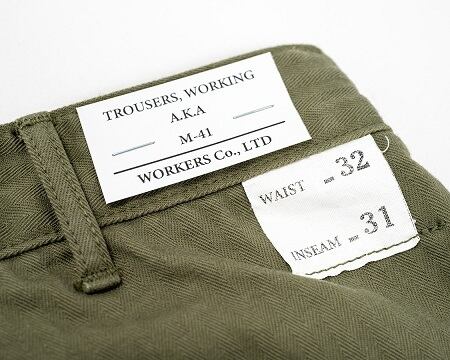 TROUSERS, WORKING
A.K.A
M-41
WORKERS Co., LTD
WAIST - 32
INSEAM - 31